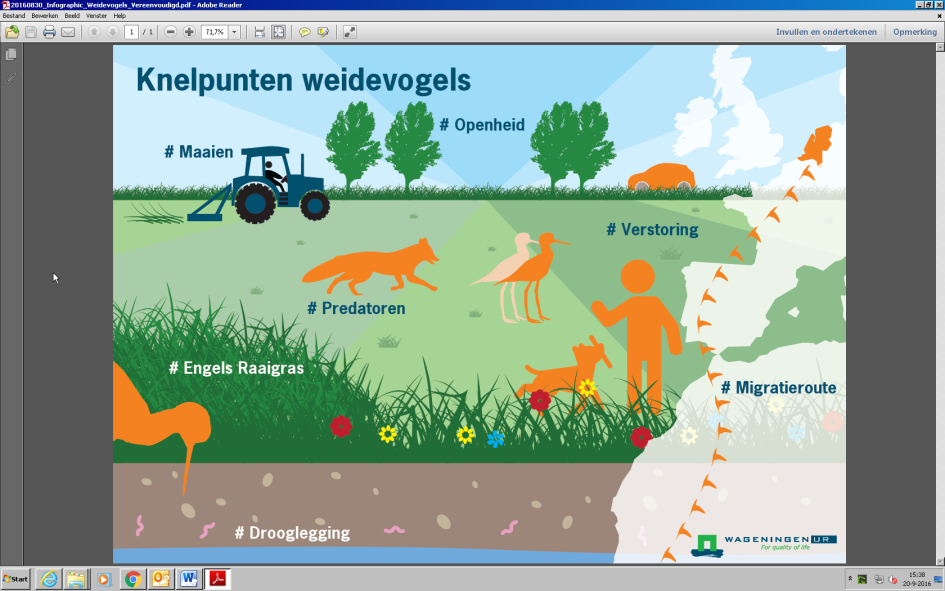 20160830_Infographic_Weidevogels_Vereenvoudigd.pdf - Adobe Reader
Bestand Bewerken Beeld Venster Help
1 / 1 71,7% Invullen en ondertekenen Opmerking
Knelpunten weidevogels
# Openheid
# Maaien
# Verstoring
# Predatoren
# Engels Raaigras
# Migratieroute
# Drooglegging
WAGENINGEN UR
For quality of life
Start
15:38
20-9-2016